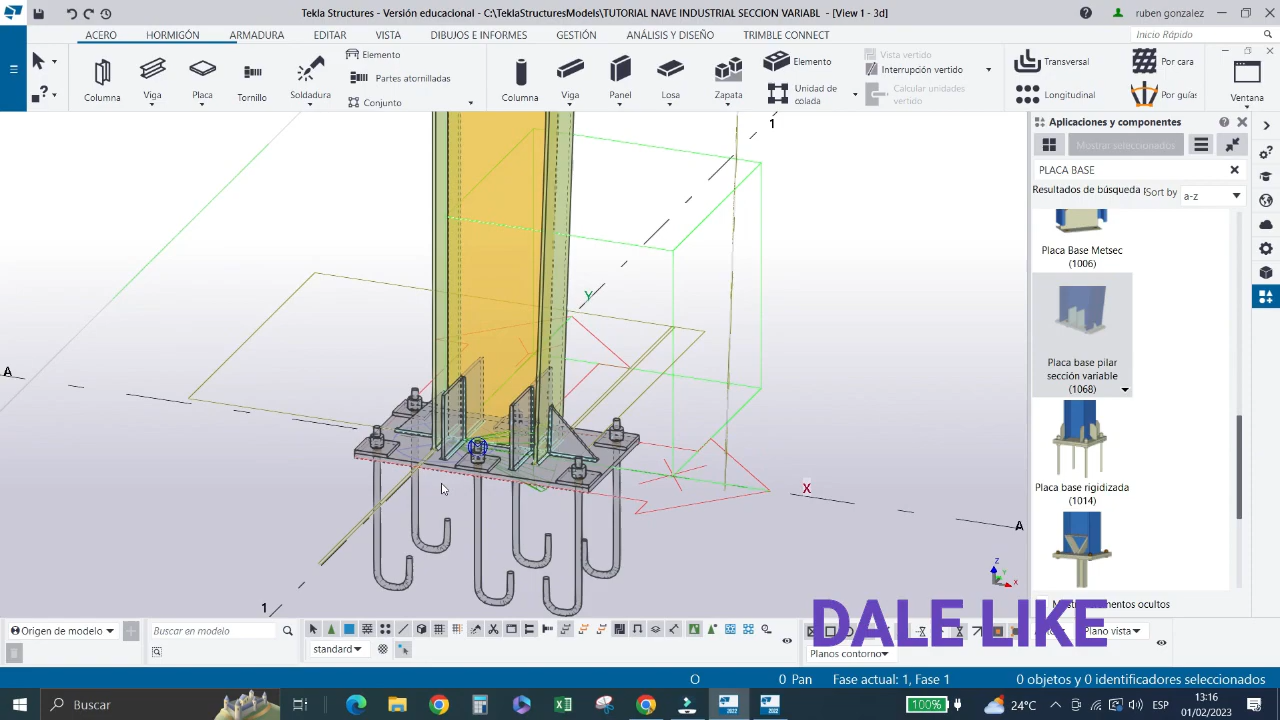 Tekla Structures - Versión educacional - C:\TeklaStructuresModels\TUTORIAL NAVE INDUSTRIAL SECCION VARIABL - [View 1 - 3d]
ruben gonzalez
ACERO HORMIGÓN ARMADURA EDITAR VISTA DIBUJOS E INFORMES GESTIÓN ANÁLISIS Y DISEÑO TRIMBLE CONNECT
Inicio Rápido
Columna Viga Placa Tornillo Soldadura
Elemento
Partes atornilladas
Conjunto
Columna Viga Panel Losa Zapata
Elemento
Unidad de colada
Vista vertido
Interrupción vertido
Calcular unidades vertido
Transversal
Longitudinal
Por cara
Por guías
Ventana
Aplicaciones y componentes
Mostrar seleccionados
PLACA BASE
Resultados de búsqueda
Sort by
a-z
Placa Base Metsec
(1006)
Placa base pilar
sección variable
(1068)
Placa base rigidizada
(1014)
ocultos
1
Y
A
X
A
1
Z
Y
X
DALE LIKE
Origen de modelo
Buscar en modelo
standard
Plano vista
Planos contorno
O
0 Pan
Fase actual: 1, Fase 1
0 objetos y 0 identificadores seleccionados
Buscar
2022
2022
100%
24°C
ESP
13:16
01/02/2023